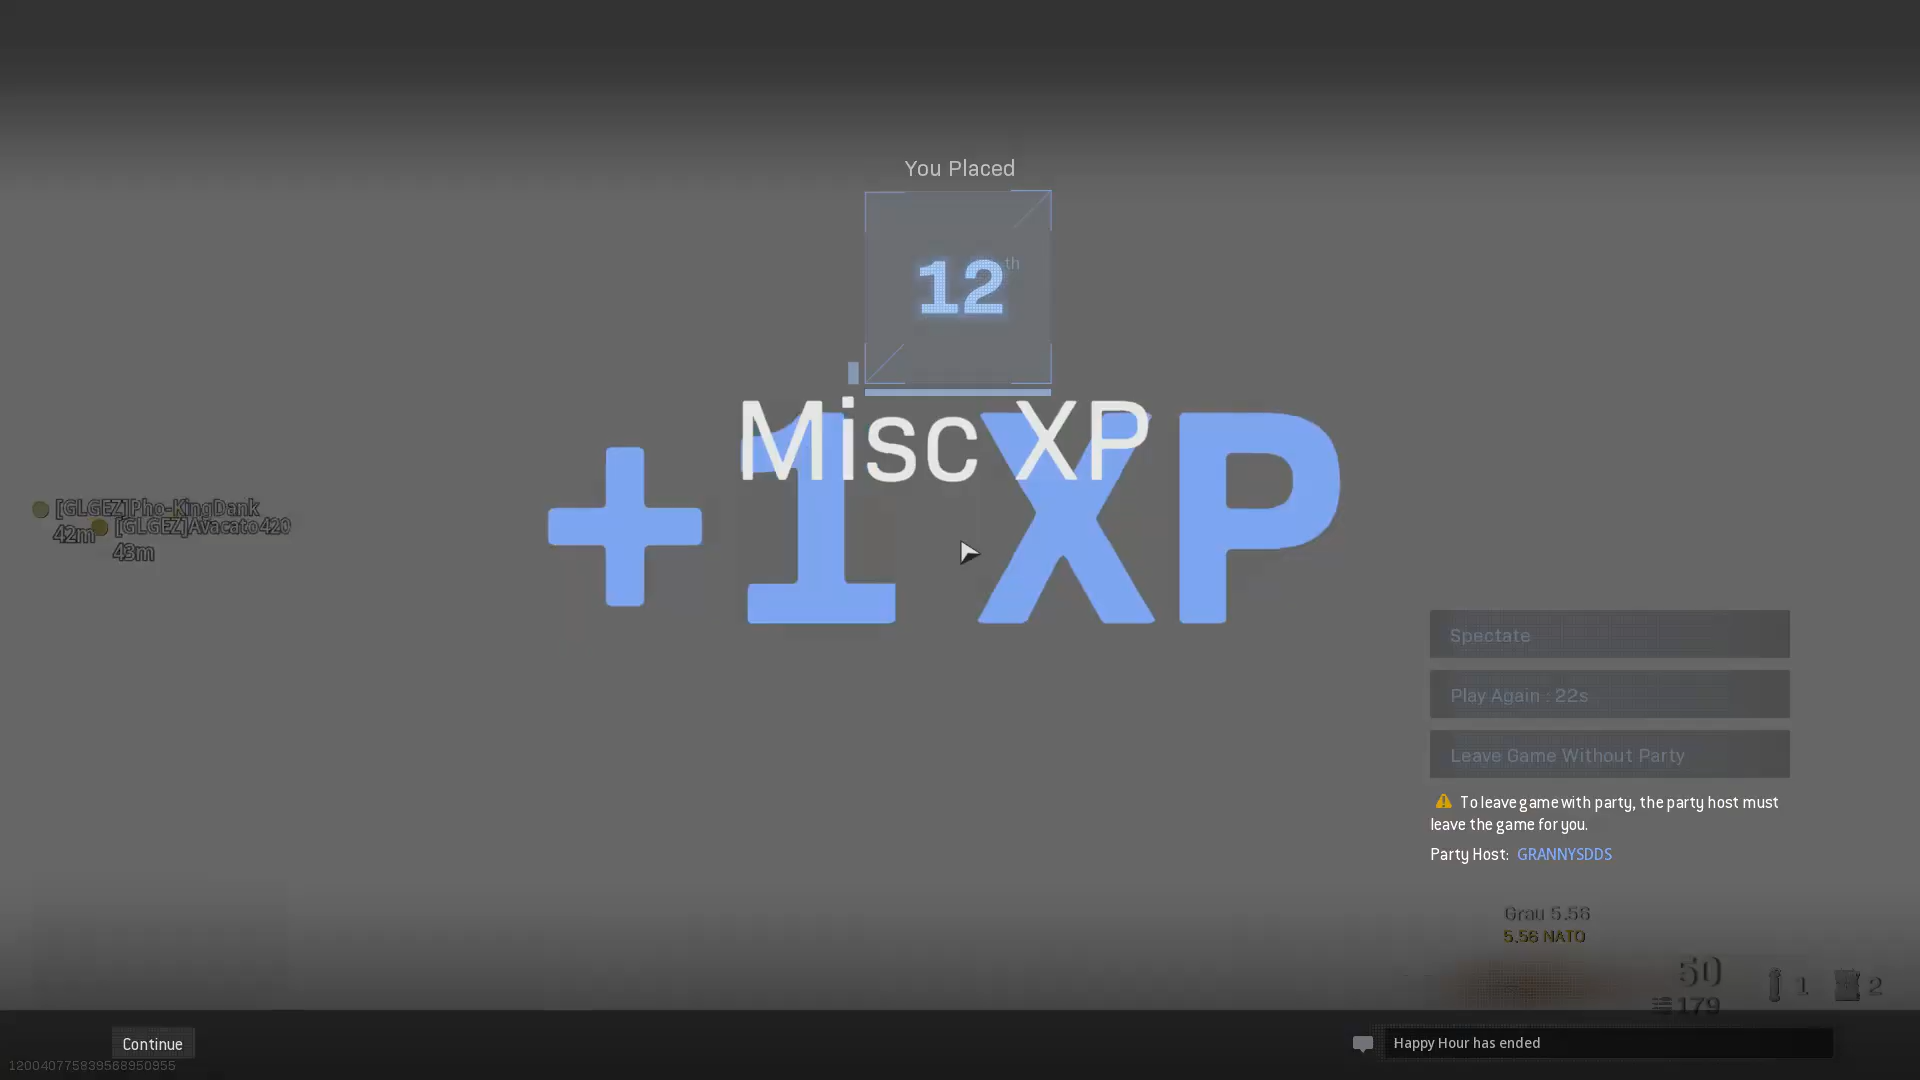 You Placed
12th
Misc XP
+1 XP
[GLGEZ]Pho-KingDank
42m
[GLGEZ]Avacato420
43m
Spectate
Play Again : 22s
Leave Game Without Party
To leave game with party, the party host must
leave the game for you.
Party Host: GRANNYSDDS
Grau 5.56
5.56 NATO
50
179
1
2
Continue
Happy Hour has ended
120040775839568950955